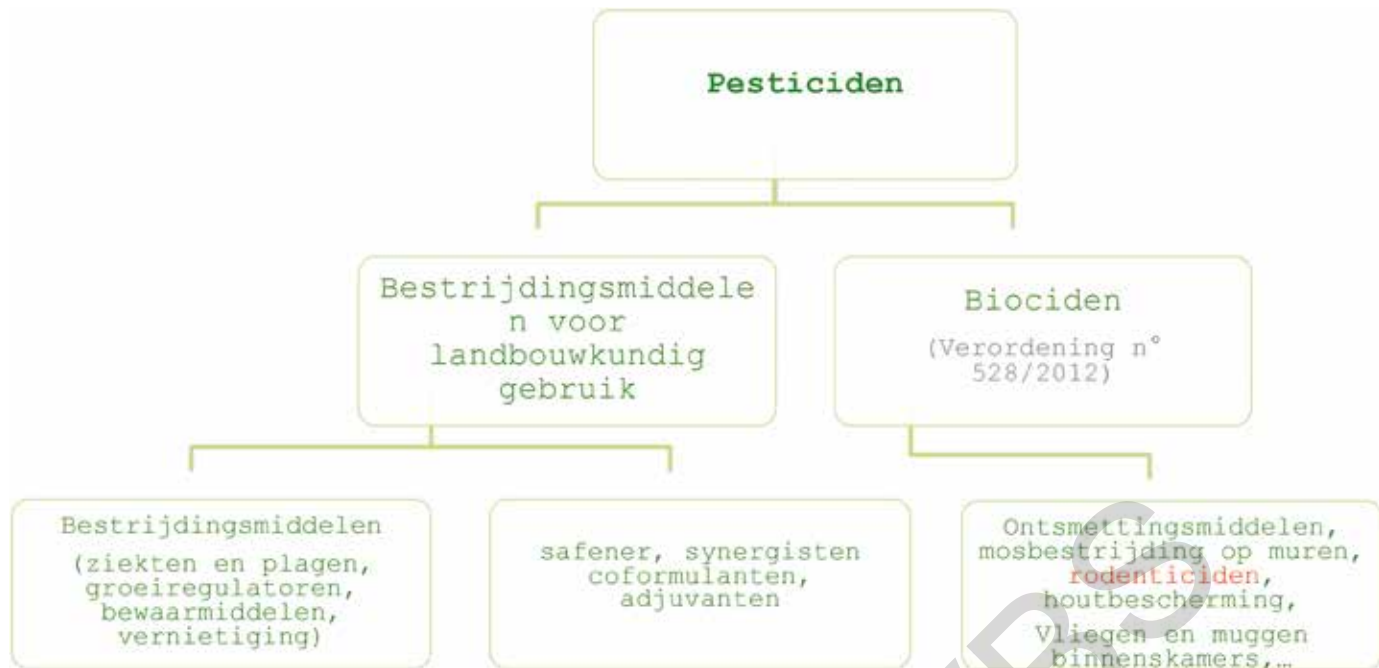 Pesticiden
Bestrijdingsmiddele
n voor
landbouwkundig
gebruik
Biociden
(Verordening n°
528/2012)
Bestrijdingsmiddelen
(ziekten en plagen,
groeiregulatoren,
bewaarmiddelen,
vernietiging)
safener, synergisten
coformulanten,
adjuvanten
Ontsmettingsmiddelen,
mosbestrijding op muren,
rodenticiden,
houtbescherming,
Vliegen en muggen
binnenskamers,…